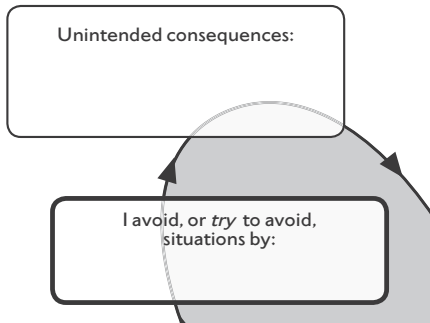 Unintended consequences:
I avoid, or try to avoid,
situations by: